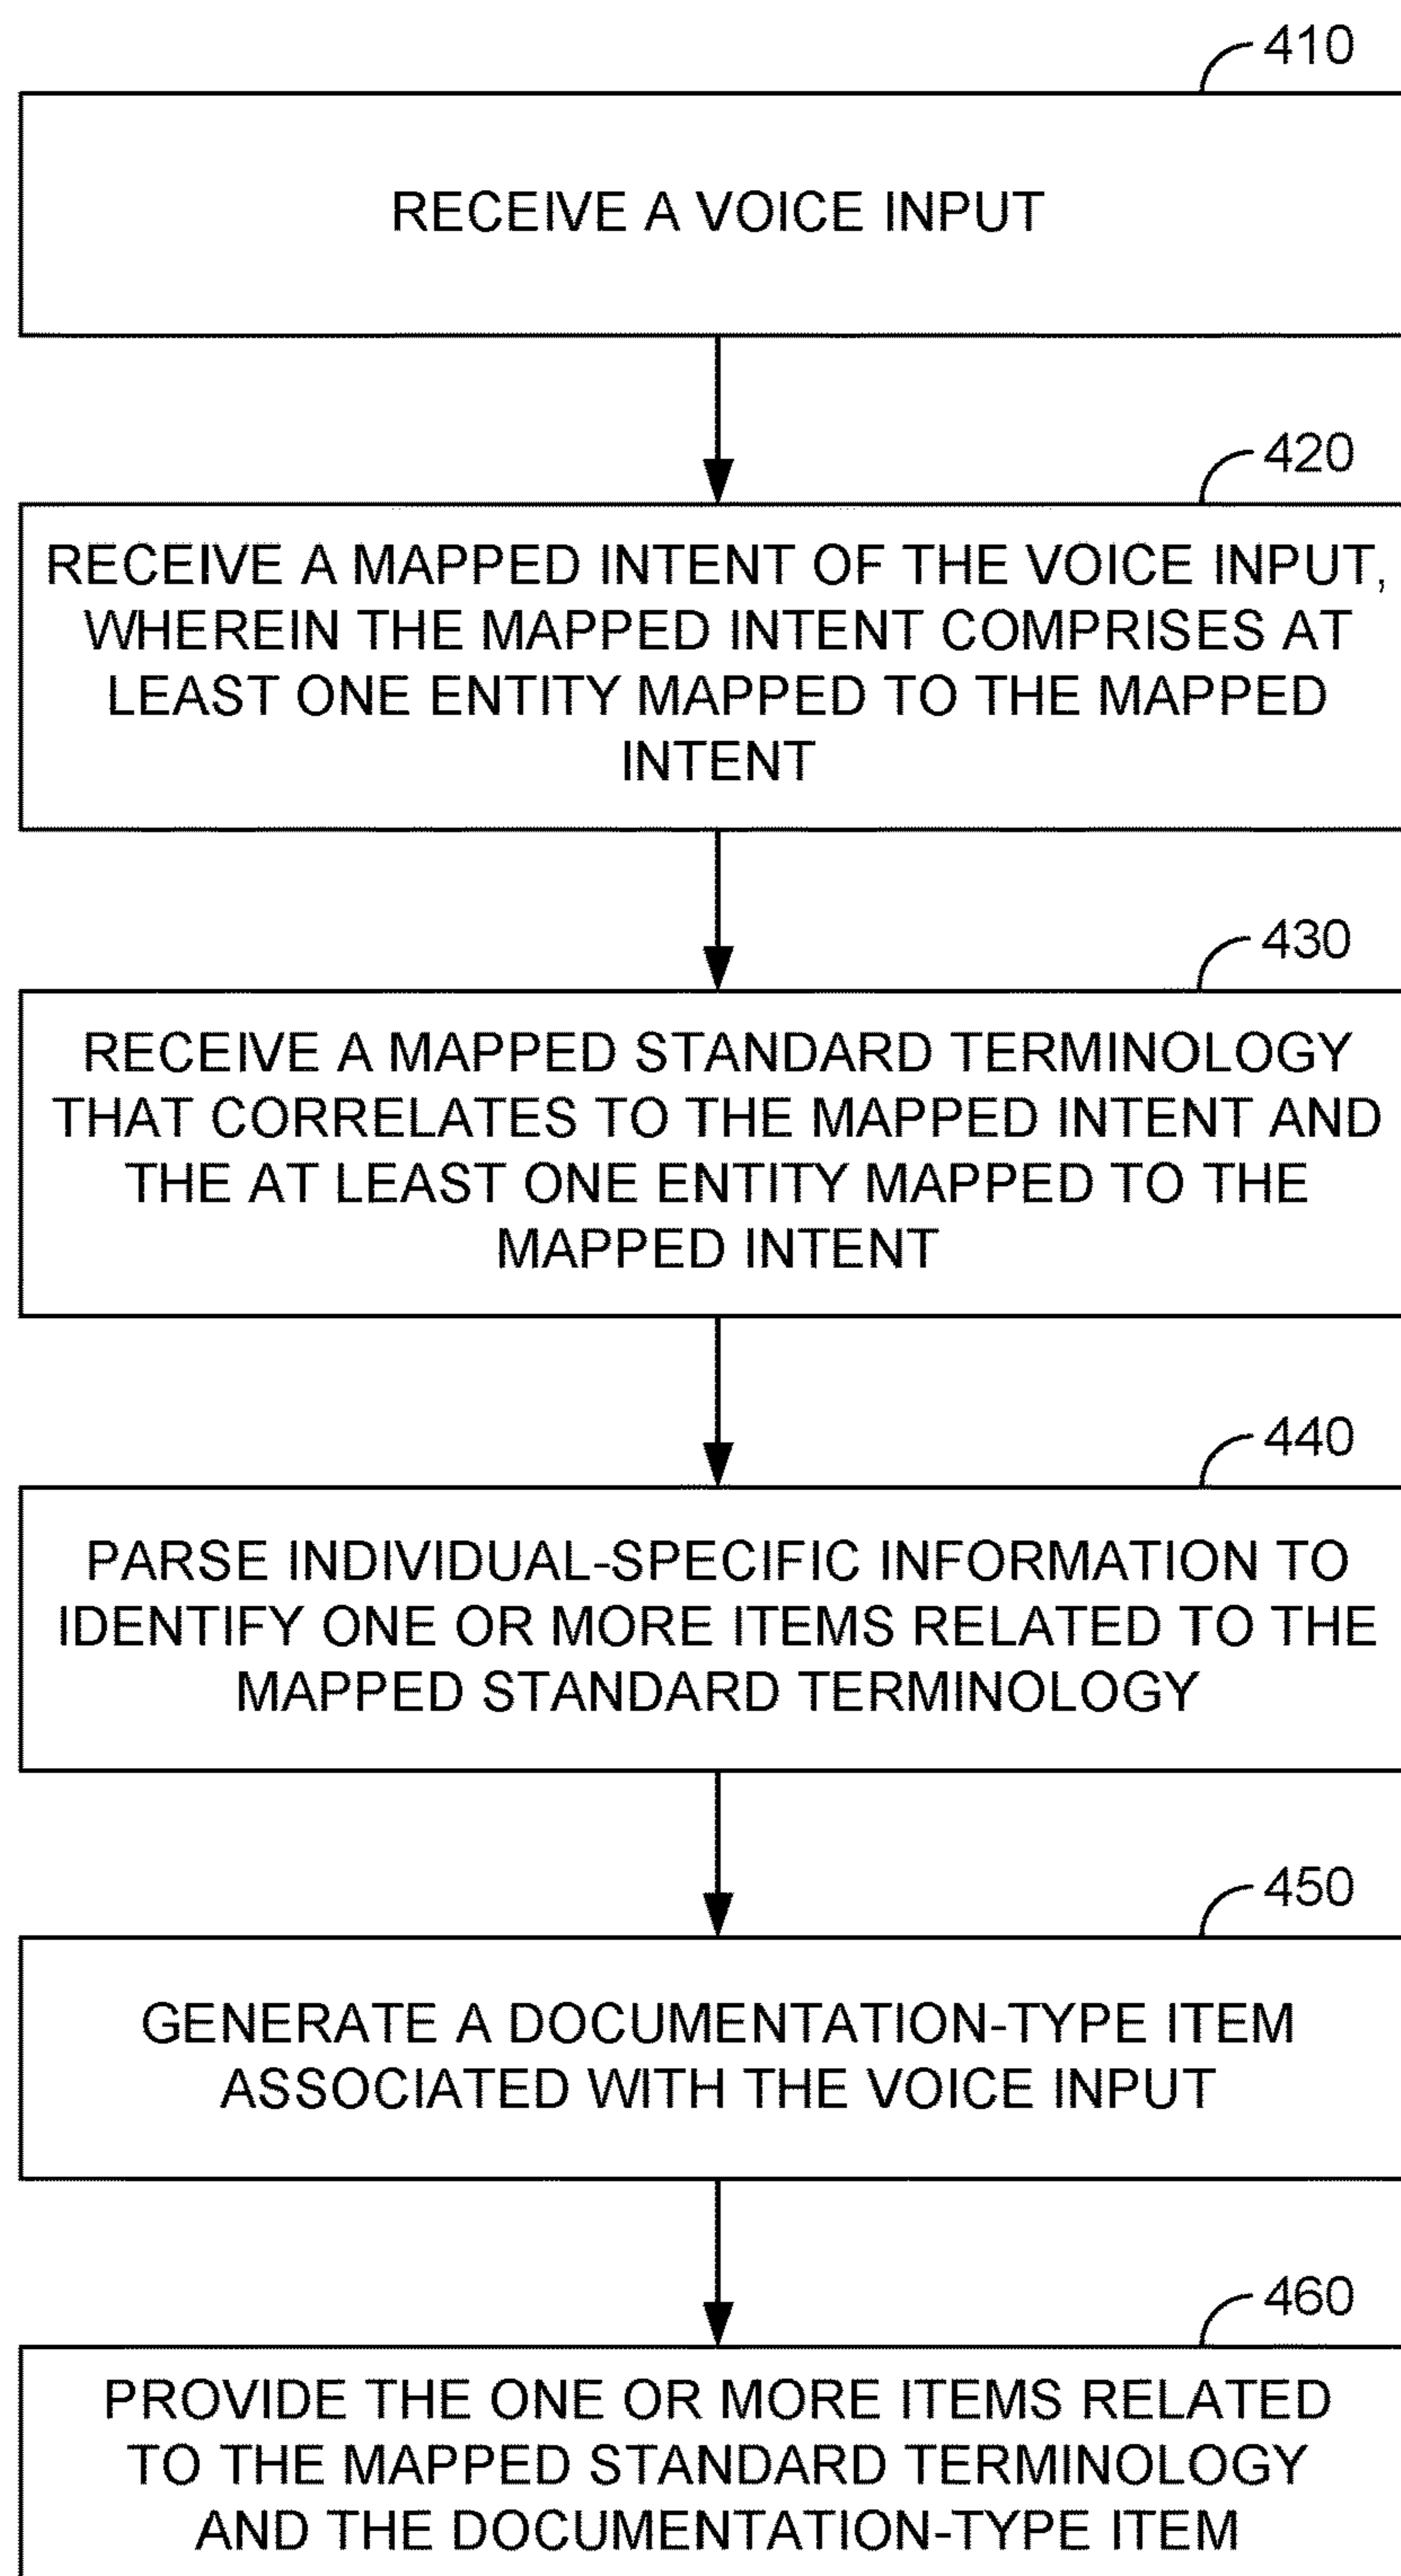 410
RECEIVE A VOICE INPUT
420
RECEIVE A MAPPED INTENT OF THE VOICE INPUT,
WHEREIN THE MAPPED INTENT COMPRISES AT
LEAST ONE ENTITY MAPPED TO THE MAPPED
INTENT
430
RECEIVE A MAPPED STANDARD TERMINOLOGY
THAT CORRELATES TO THE MAPPED INTENT AND
THE AT LEAST ONE ENTITY MAPPED TO THE
MAPPED INTENT
440
PARSE INDIVIDUAL-SPECIFIC INFORMATION TO
IDENTIFY ONE OR MORE ITEMS RELATED TO THE
MAPPED STANDARD TERMINOLOGY
450
GENERATE A DOCUMENTATION-TYPE ITEM
ASSOCIATED WITH THE VOICE INPUT
460
PROVIDE THE ONE OR MORE ITEMS RELATED
TO THE MAPPED STANDARD TERMINOLOGY
AND THE DOCUMENTATION-TYPE ITEM